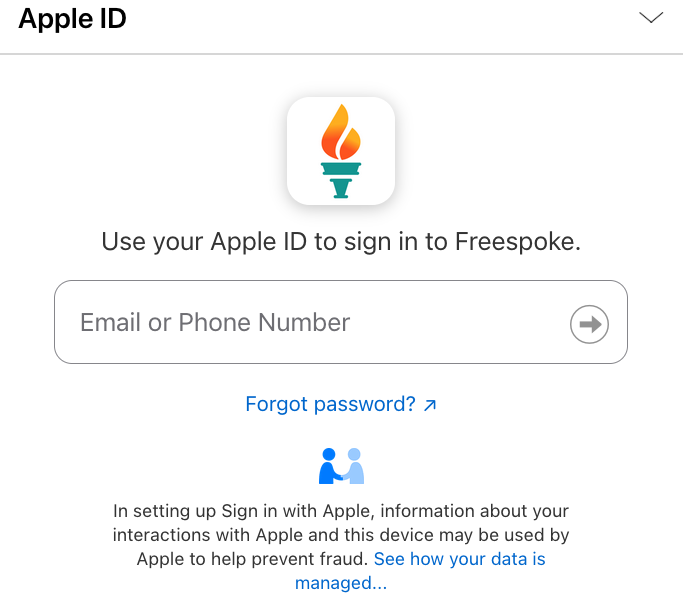 Apple ID
Use your Apple ID to sign in to Freespoke.
Email or Phone Number
Forgot password? ↗
In setting up Sign in with Apple, information about your
interactions with Apple and this device may be used by
Apple to help prevent fraud. See how your data is
managed...